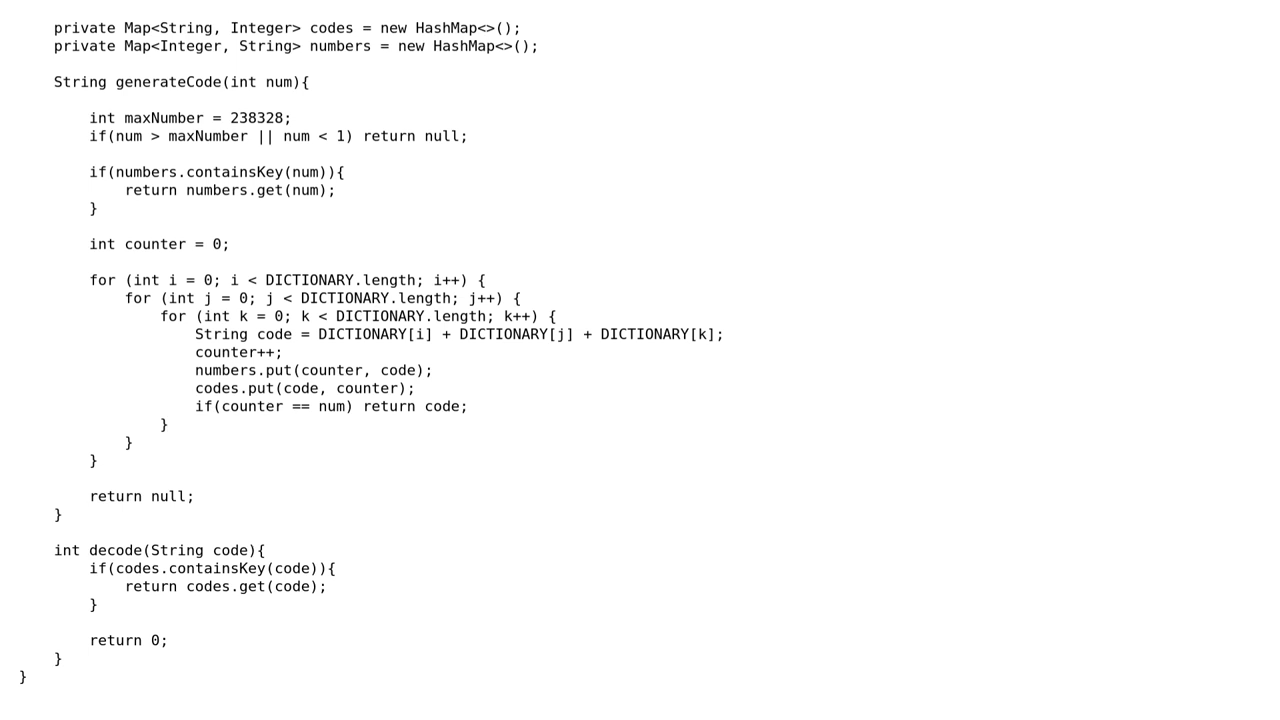 private Map<String, Integer> codes = new HashMap<>();
private Map<Integer, String> numbers = new HashMap<>();
String generateCode(int num){
int maxNumber = 238328;
if(num > maxNumber || num < 1) return null;
if(numbers.containsKey(num)){
return numbers.get(num);
}
int counter = 0;
for (int i = 0; i < DICTIONARY.length; i++) {
for (int j = 0; j < DICTIONARY.length; j++) {
for (int k = 0; k < DICTIONARY.length; k++) {
String code = DICTIONARY[i] + DICTIONARY[j] + DICTIONARY[k];
counter++;
numbers.put(counter, code);
codes.put(code, counter);
if(counter == num) return code;
}
}
}
return null;
}
int decode(String code){
if(codes.containsKey(code)){
return codes.get(code);
}
return 0;
}
}